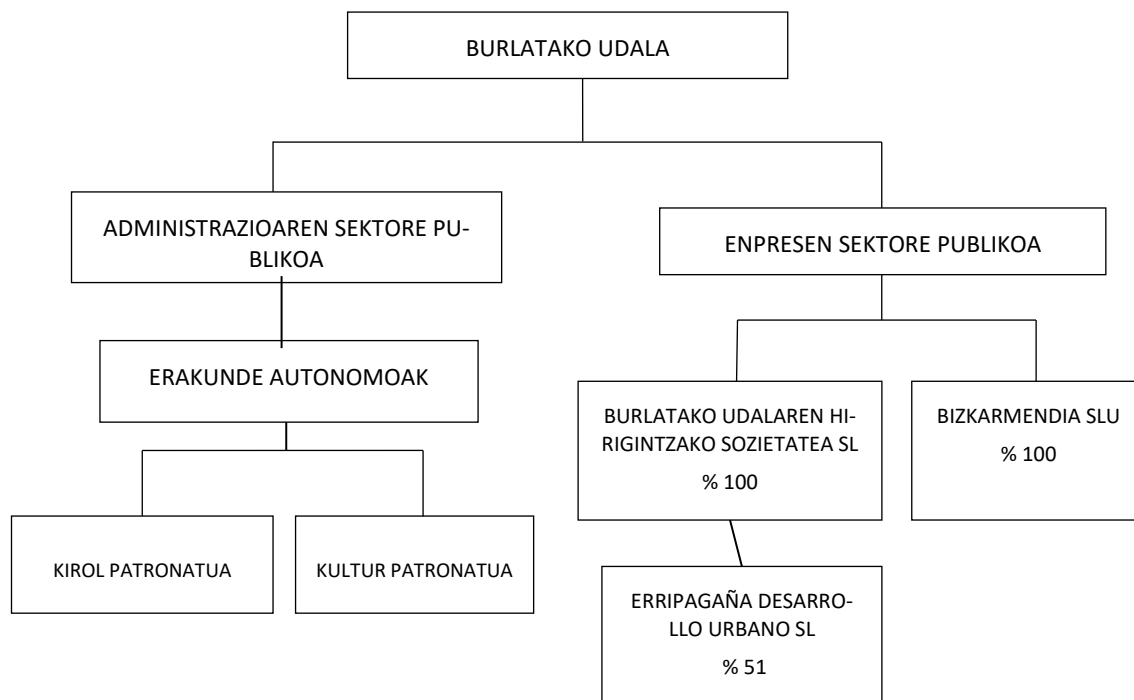 BURLATAKO UDALA
ADMINISTRAZIOAREN SEKTORE PU-
BLIKOA
ENPRESEN SEKTORE PUBLIKOA
ERAKUNDE AUTONOMOAK
BURLATAKO UDALAREN HI-
RIGINTZAKO SOZIETATEA SL
% 100
BIZKARMENDIA SLU
% 100
KIROL PATRONATUA
KULTUR PATRONATUA
ERRIPAGAÑA DESARRO-
LLO URBANO SL
% 51